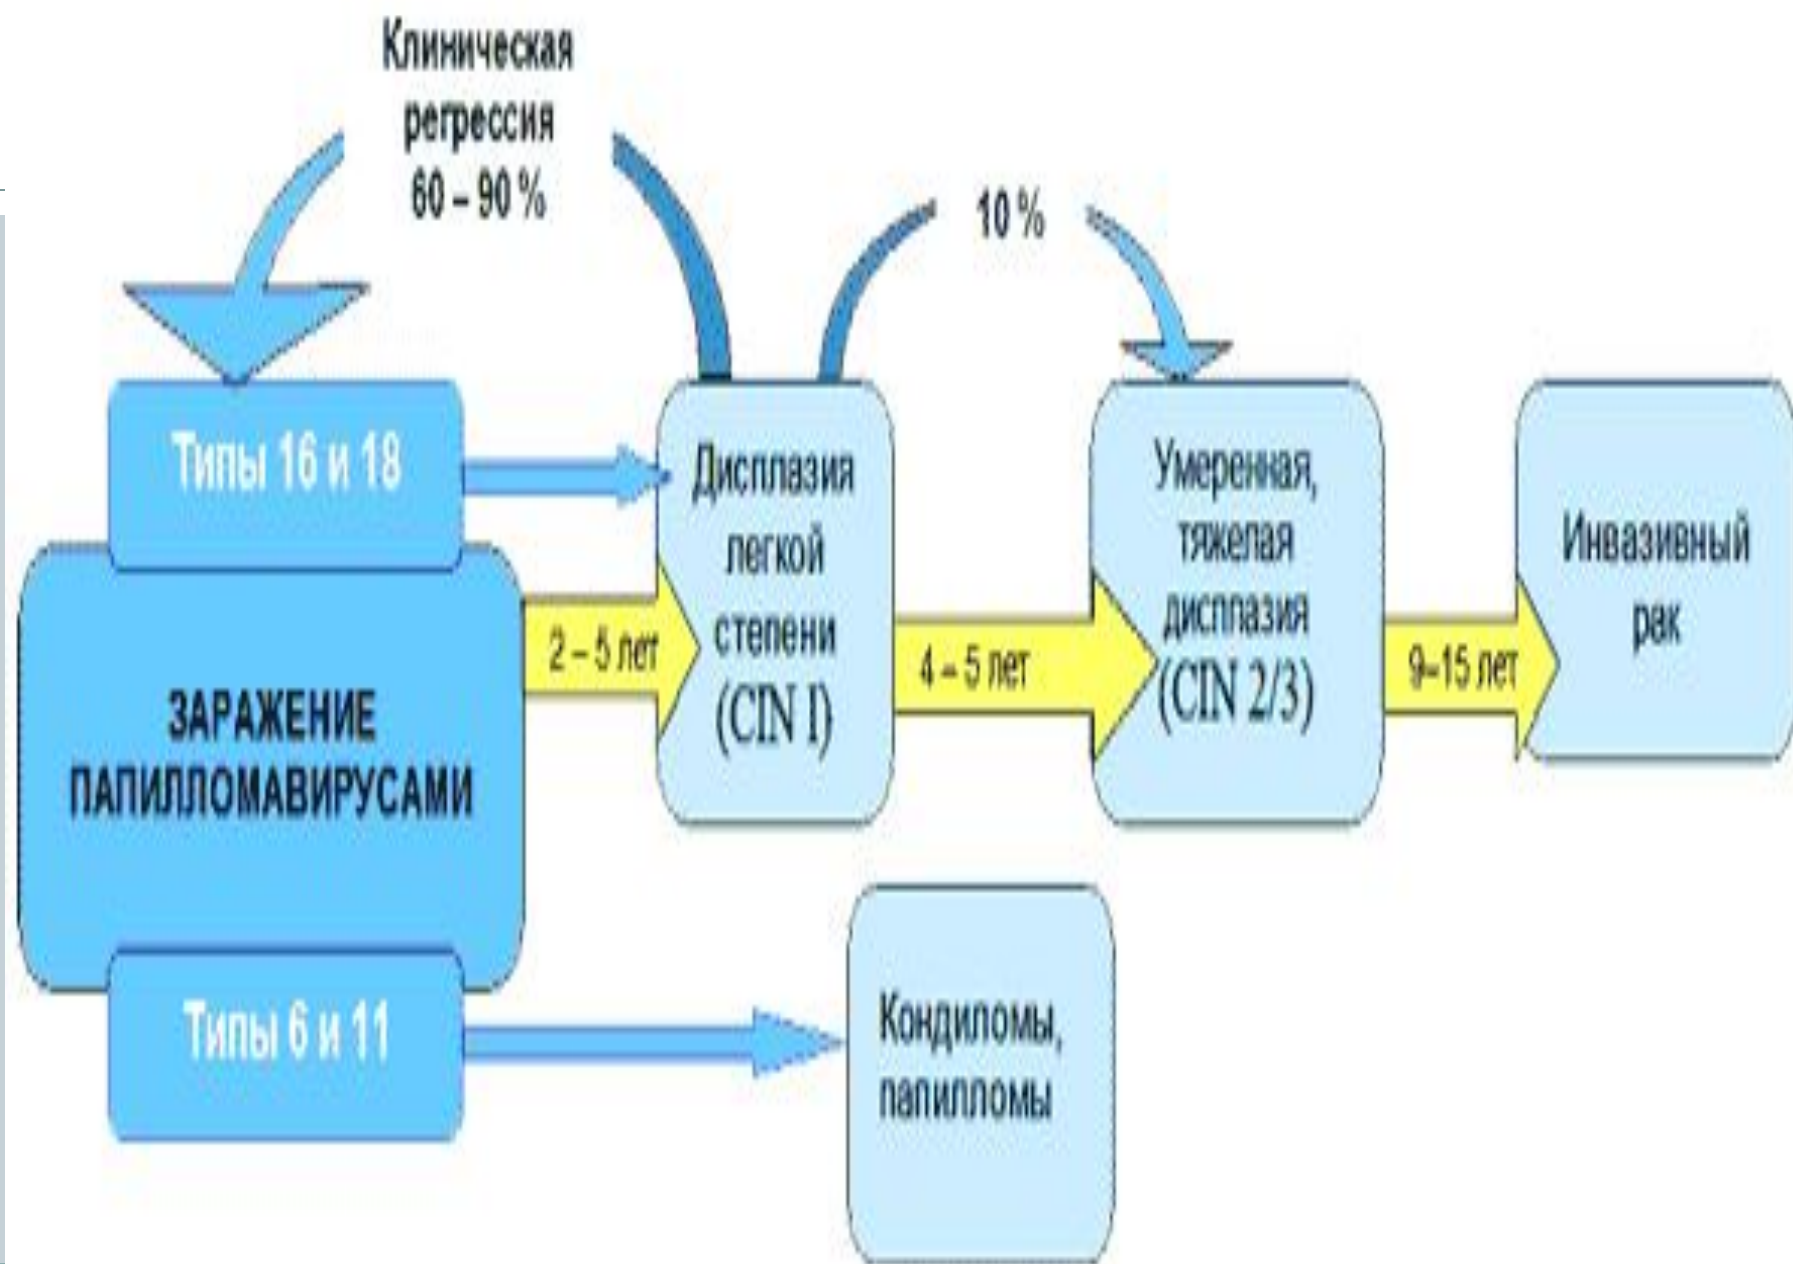 Клиническая
регрессия
60 – 90 %
10 %
Типы 16 и 18
ЗАРАЖЕНИЕ
ПАПИЛЛОМАВИРУСАМИ
Типы 6 и 11
2 – 5 лет
Дисплазия
легкой
степени
(CIN I)
4 – 5 лет
Умеренная,
тяжелая
дисплазия
(CIN 2/3)
9–15 лет
Инвазивный
рак
Кондиломы,
папилломы